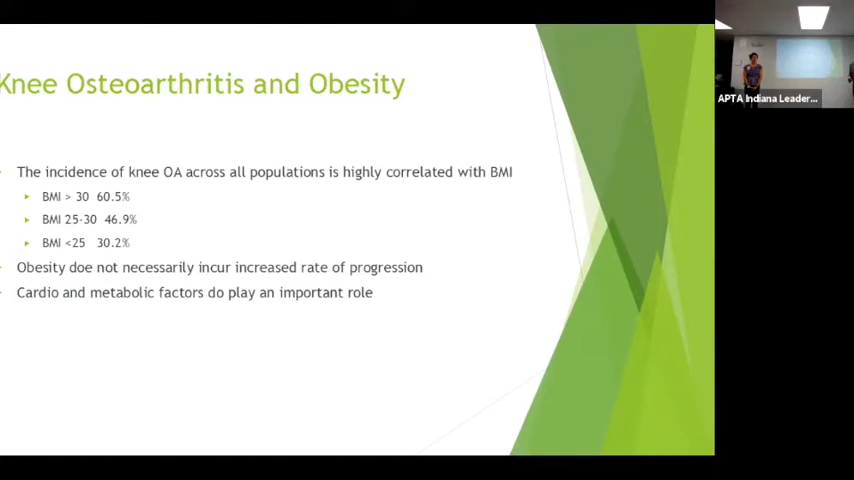 Knee Osteoarthritis and Obesity
The incidence of knee OA across all populations is highly correlated with BMI
BMI > 30 60.5%
BMI 25-30 46.9%
BMI <25 30.2%
Obesity doe not necessarily incur increased rate of progression
Cardio and metabolic factors do play an important role
APTA Indiana Leader...